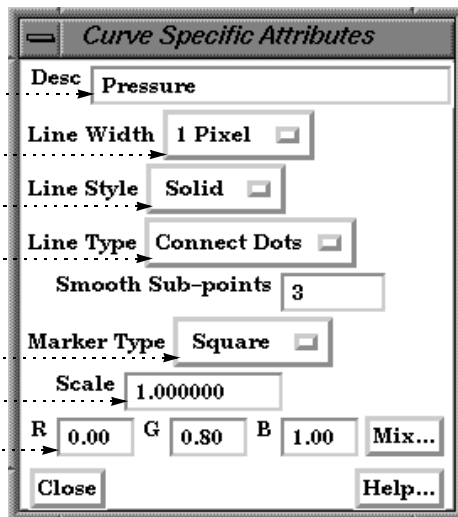 Curve Specific Attributes
Desc Pressure
Line Width 1 Pixel
Line Style Solid
Line Type Connect Dots
Smooth Sub-points 3
Marker Type Square
Scale 1.000000
R 0.00 G 0.80 B 1.00 Mix...
Close Help...